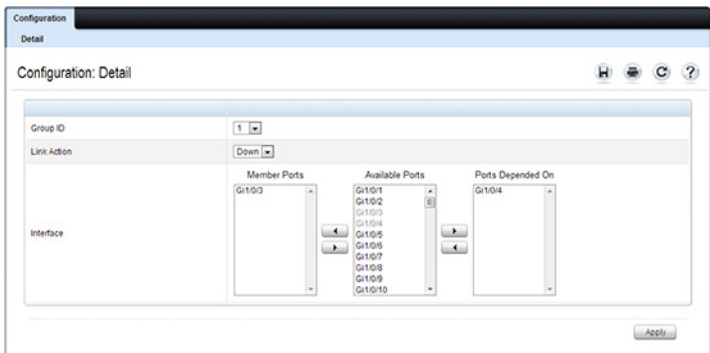 Configuration
Detail
Configuration: Detail
Group ID
1
Link Action
Down
Member Ports
Available Ports
Ports Depended On
Interface
Gi1/0/3
Gi1/0/1
Gi1/0/2
Gi1/0/3
Gi1/0/4
Gi1/0/5
Gi1/0/6
Gi1/0/7
Gi1/0/8
Gi1/0/9
Gi1/0/10
Gi1/0/4
Apply